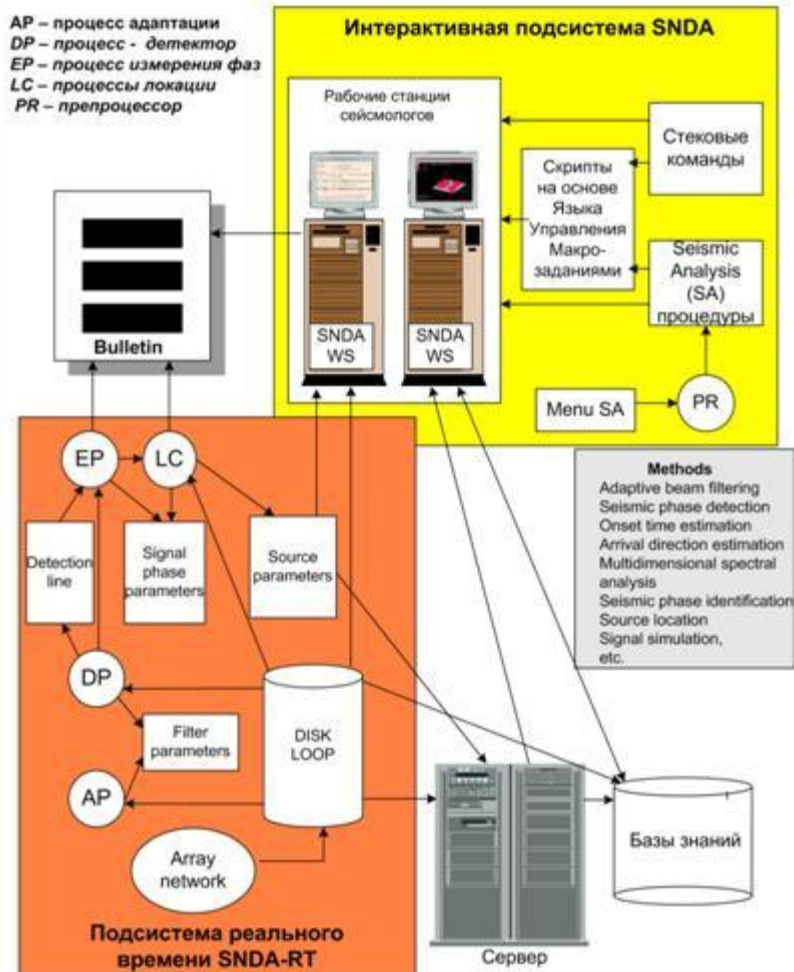 AP – процесс адаптации
DP – процесс - детектор
EP – процесс измерения фаз
LC – процессы локации
PR – препроцессор
Интерактивная подсистема SNDA
Рабочие станции
сейсмологов
SNDA
WS
SNDA
WS
Стековые
команды
Скрипты
на основе
Языка
Управления
Макро-
заданиями
Seismic
Analysis
(SA)
процедуры
Menu SA
PR
Bulletin
EP
LC
Detection
line
Signal
phase
parameters
Source
parameters
DP
Filter
parameters
AP
DISK
LOOP
Array
network
Подсистема реального
времени SNDA-RT
Methods
Adaptive beam filtering
Seismic phase detection
Onset time estimation
Arrival direction estimation
Multidimensional spectral
analysis
Seismic phase identification
Source location
Signal simulation,
etc.
Сервер
Базы знаний